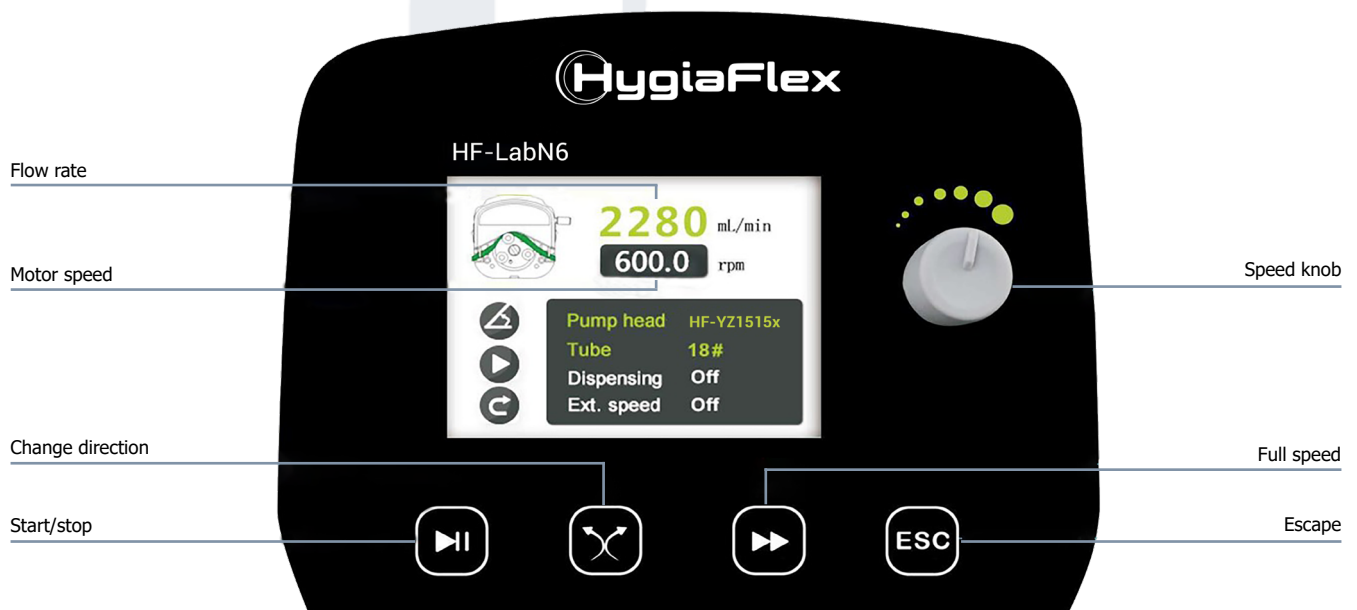 HygiaFlex
HF-LabN6
Flow rate
2280 mL/min
Motor speed
600.0 rpm
Speed knob
Pump head HF-YZ1515x
Tube 18#
Dispensing Off
Ext. speed Off
Change direction
Full speed
Start/stop
Escape
ESC